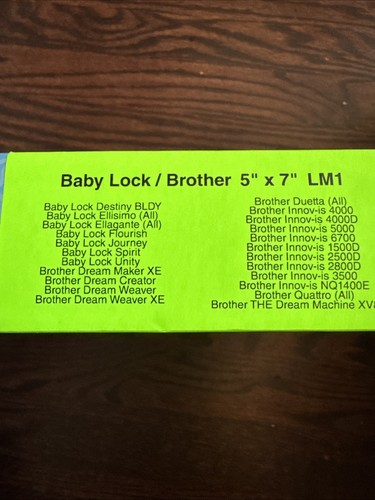 Baby Lock / Brother 5" x 7" LM1
Baby Lock Destiny BLDY
Baby Lock Ellisimo (All)
Baby Lock Ellagante (All)
Baby Lock Flourish
Baby Lock Journey
Baby Lock Spirit
Baby Lock Unity
Brother Dream Maker XE
Brother Dream Creator
Brother Dream Weaver
Brother Dream Weaver XE
Brother Duetta (All)
Brother Innov-is 4000
Brother Innov-is 4000D
Brother Innov-is 5000
Brother Innov-is 6700
Brother Innov-is 1500D
Brother Innov-is 2500D
Brother Innov-is 2800D
Brother Innov-is 3500
Brother Innov-is NQ1400E
Brother Quattro (All)
Brother THE Dream Machine